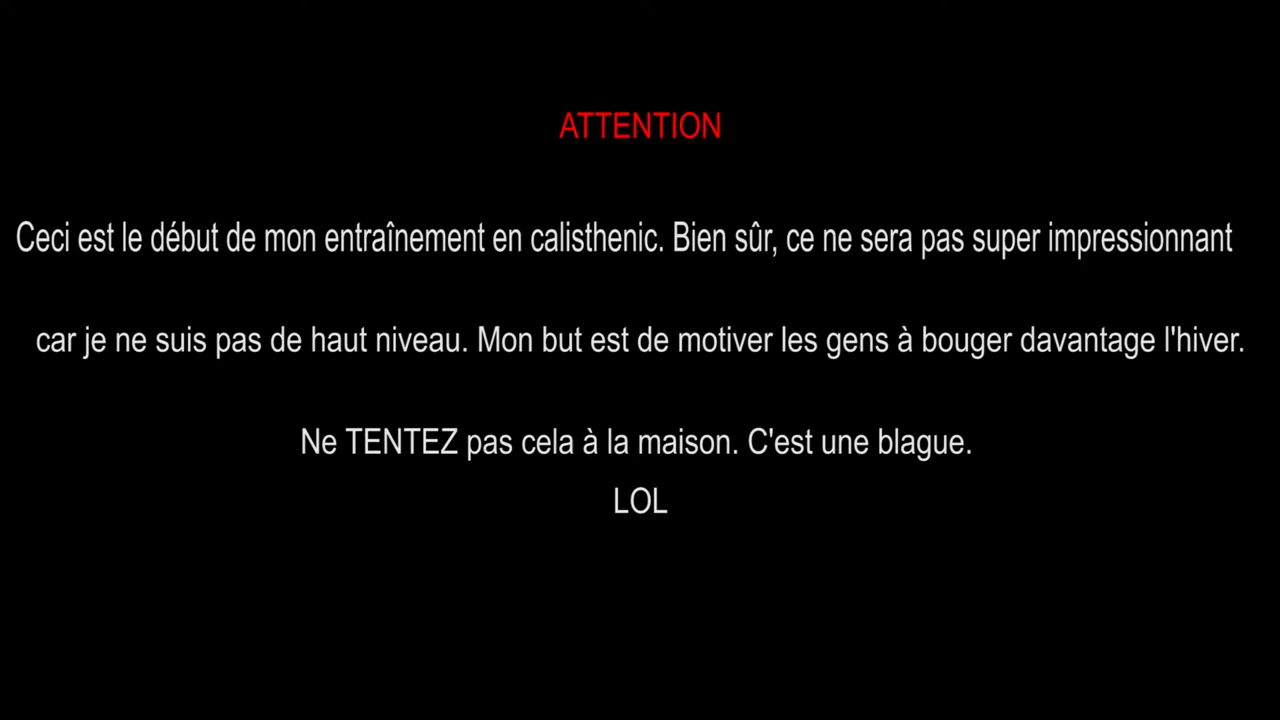 ATTENTION
Ceci est le début de mon entraînement en calisthenic. Bien sûr, ce ne sera pas super impressionnant
car je ne suis pas de haut niveau. Mon but est de motiver les gens à bouger davantage l'hiver.
Ne TENTEZ pas cela à la maison. C'est une blague.
LOL